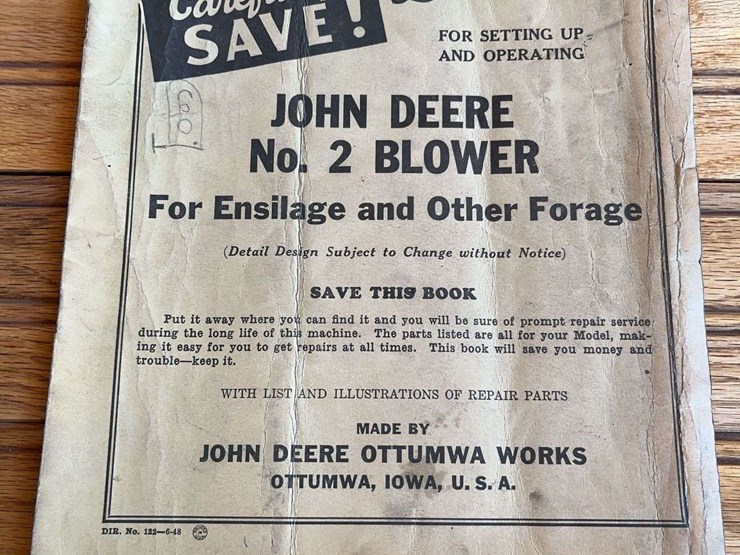 SAVE!
FOR SETTING UP
AND OPERATING
JOHN DEERE
No. 2 BLOWER
For Ensilage and Other Forage
(Detail Design Subject to Change without Notice)
SAVE THIS BOOK
Put it away where you can find it and you will be sure of prompt repair service
during the long life of this machine. The parts listed are all for your Model, mak-
ing it easy for you to get repairs at all times. This book will save you money and
trouble—keep it.
WITH LIST AND ILLUSTRATIONS OF REPAIR PARTS
MADE BY
JOHN DEERE OTTUMWA WORKS
OTTUMWA, IOWA, U. S. A.
DIR. No. 122—6-48